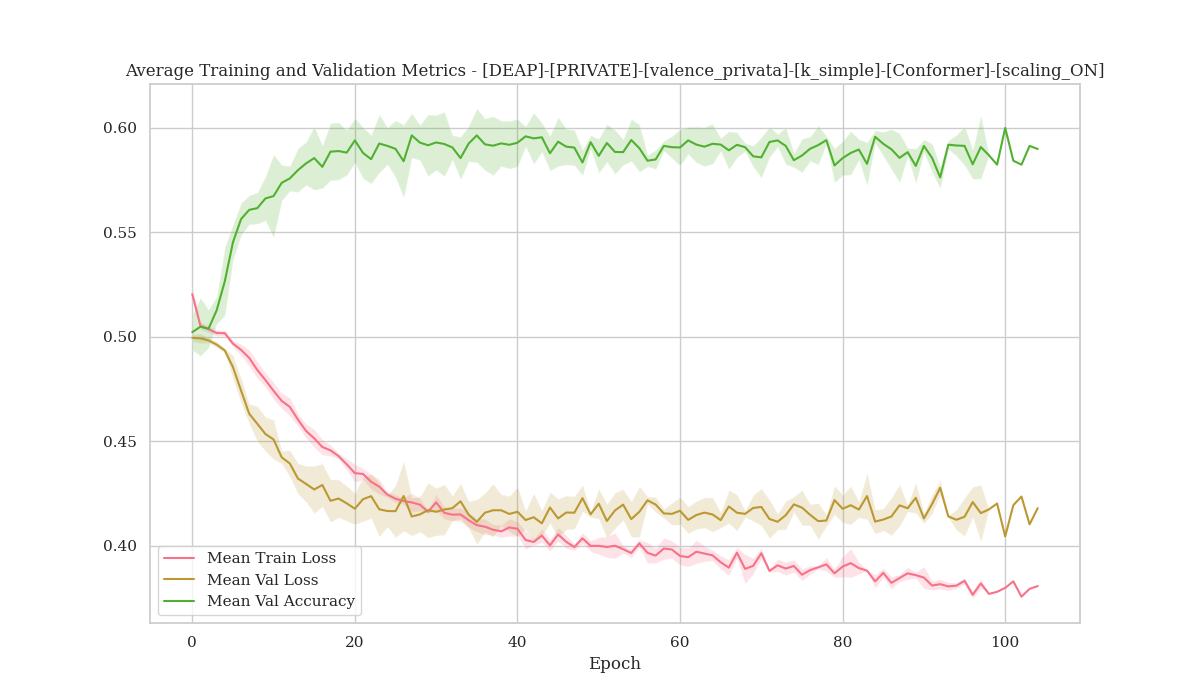 Average Training and Validation Metrics - [DEAP]-[PRIVATE]-[valence_privata]-[k_simple]-[Conformer]-[scaling_ON]
0.60
0.55
0.50
0.45
0.40
Mean Train Loss
Mean Val Loss
Mean Val Accuracy
0 20 40 60 80 100
Epoch